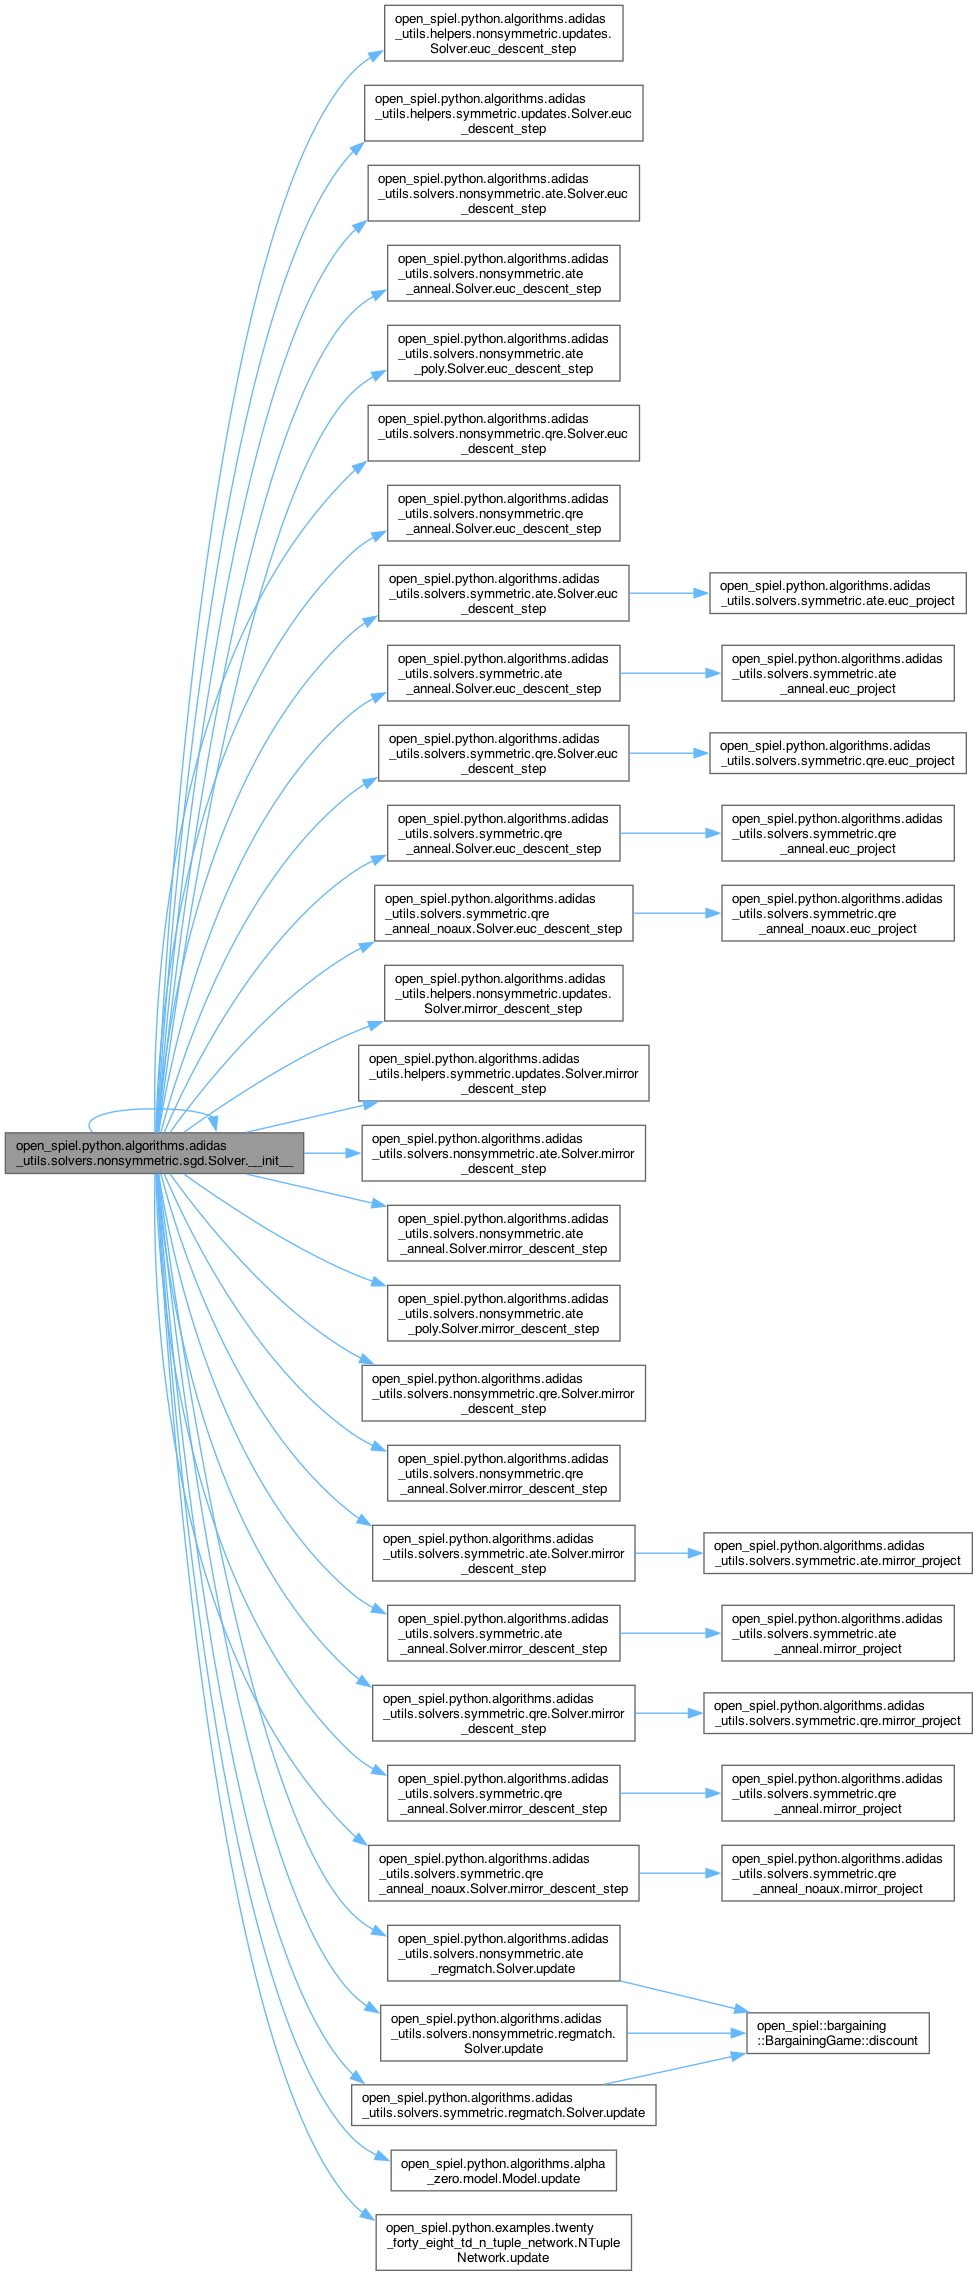 open_spiel.python.algorithms.adidas
_utils.helpers.nonsymmetric.updates.
Solver.euc_descent_step
open_spiel.python.algorithms.adidas
_utils.helpers.symmetric.updates.Solver.euc
_descent_step
open_spiel.python.algorithms.adidas
_utils.solvers.nonsymmetric.ate.Solver.euc
_descent_step
open_spiel.python.algorithms.adidas
_utils.solvers.nonsymmetric.ate
_anneal.Solver.euc_descent_step
open_spiel.python.algorithms.adidas
_utils.solvers.nonsymmetric.ate
_poly.Solver.euc_descent_step
open_spiel.python.algorithms.adidas
_utils.solvers.nonsymmetric.qre.Solver.euc
_descent_step
open_spiel.python.algorithms.adidas
_utils.solvers.nonsymmetric.qre
_anneal.Solver.euc_descent_step
open_spiel.python.algorithms.adidas
_utils.solvers.symmetric.ate.Solver.euc
_descent_step
open_spiel.python.algorithms.adidas
_utils.solvers.symmetric.ate.euc_project
open_spiel.python.algorithms.adidas
_utils.solvers.symmetric.ate
_anneal.Solver.euc_descent_step
open_spiel.python.algorithms.adidas
_utils.solvers.symmetric.ate
_anneal.euc_project
open_spiel.python.algorithms.adidas
_utils.solvers.symmetric.qre.Solver.euc
_descent_step
open_spiel.python.algorithms.adidas
_utils.solvers.symmetric.qre.euc_project
open_spiel.python.algorithms.adidas
_utils.solvers.symmetric.qre
_anneal.Solver.euc_descent_step
open_spiel.python.algorithms.adidas
_utils.solvers.symmetric.qre
_anneal.euc_project
open_spiel.python.algorithms.adidas
_utils.solvers.symmetric.qre
_anneal_noaux.Solver.euc_descent_step
open_spiel.python.algorithms.adidas
_utils.solvers.symmetric.qre
_anneal_noaux.euc_project
open_spiel.python.algorithms.adidas
_utils.helpers.nonsymmetric.updates.
Solver.mirror_descent_step
open_spiel.python.algorithms.adidas
_utils.helpers.symmetric.updates.Solver.mirror
_descent_step
open_spiel.python.algorithms.adidas
_utils.solvers.nonsymmetric.sgd.Solver.__init__
open_spiel.python.algorithms.adidas
_utils.solvers.nonsymmetric.ate.Solver.mirror
_descent_step
open_spiel.python.algorithms.adidas
_utils.solvers.nonsymmetric.ate
_anneal.Solver.mirror_descent_step
open_spiel.python.algorithms.adidas
_utils.solvers.nonsymmetric.ate
_poly.Solver.mirror_descent_step
open_spiel.python.algorithms.adidas
_utils.solvers.nonsymmetric.qre.Solver.mirror
_descent_step
open_spiel.python.algorithms.adidas
_utils.solvers.nonsymmetric.qre
_anneal.Solver.mirror_descent_step
open_spiel.python.algorithms.adidas
_utils.solvers.symmetric.ate.Solver.mirror
_descent_step
open_spiel.python.algorithms.adidas
_utils.solvers.symmetric.ate.mirror_project
open_spiel.python.algorithms.adidas
_utils.solvers.symmetric.ate
_anneal.Solver.mirror_descent_step
open_spiel.python.algorithms.adidas
_utils.solvers.symmetric.ate
_anneal.mirror_project
open_spiel.python.algorithms.adidas
_utils.solvers.symmetric.qre.Solver.mirror
_descent_step
open_spiel.python.algorithms.adidas
_utils.solvers.symmetric.qre.mirror_project
open_spiel.python.algorithms.adidas
_utils.solvers.symmetric.qre
_anneal.Solver.mirror_descent_step
open_spiel.python.algorithms.adidas
_utils.solvers.symmetric.qre
_anneal.mirror_project
open_spiel.python.algorithms.adidas
_utils.solvers.symmetric.qre
_anneal_noaux.Solver.mirror_descent_step
open_spiel.python.algorithms.adidas
_utils.solvers.symmetric.qre
_anneal_noaux.mirror_project
open_spiel.python.algorithms.adidas
_utils.solvers.nonsymmetric.ate
_regmatch.Solver.update
open_spiel.python.algorithms.adidas
_utils.solvers.nonsymmetric.regmatch.
Solver.update
open_spiel::bargaining
::BargainingGame::discount
open_spiel.python.algorithms.adidas
_utils.solvers.symmetric.regmatch.Solver.update
open_spiel.python.algorithms.alpha
_zero.model.Model.update
open_spiel.python.examples.twenty
_forty_eight_td_n_tuple_network.NTuple
Network.update